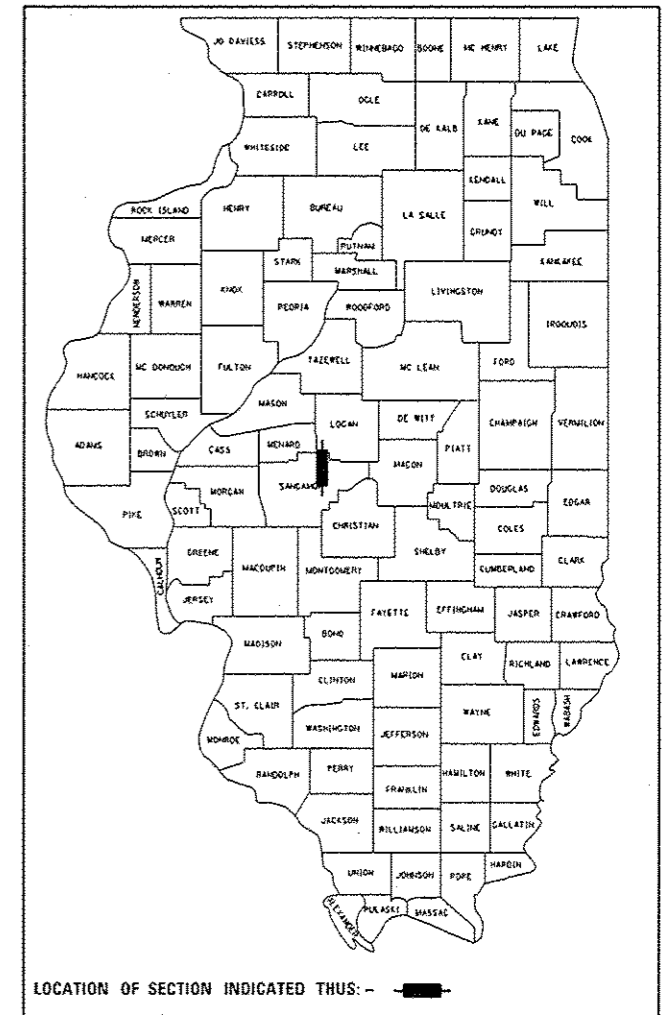 JO DAVIESS
STEPHENSON
WINNEBAGO
BOONE
MC HENRY
LAKE
CARROLL
OGLE
DE KALB
KANE
DU PAGE
COOK
WHITESIDE
LEE
KENDALL
WILL
ROCK ISLAND
HENRY
BUREAU
LA SALLE
GRUNDY
MERCER
PUTNAM
STARK
MARSHALL
KANKAKEE
HENDERSON
WARREN
KNOX
PEORIA
WOODFORD
LIVINGSTON
IROQUOIS
HANCOCK
MC DONOUGH
FULTON
TAZEWELL
MC LEAN
FORD
SCHUYLER
MASON
LOGAN
DE WITT
CHAMPAIGN
VERMILION
ADAMS
BROWN
CASS
MENARD
PIATT
MACON
PIKE
SCOTT
MORGAN
SANGAMO
CHRISTIAN
MOULTRIE
DOUGLAS
EDGAR
COLES
GREENE
MACOUPIN
MONTGOMERY
SHELBY
CUMBERLAND
CLARK
CALHOUN
JERSEY
FAYETTE
EFFINGHAM
JASPER
CRAWFORD
MADISON
BOND
CLAY
RICHLAND
LAWRENCE
CLINTON
MARION
ST. CLAIR
WAYNE
EDWARDS
WABASH
MONROE
WASHINGTON
JEFFERSON
RANDOLPH
PERRY
HAMILTON
WHITE
FRANKLIN
JACKSON
WILLIAMSON
SALINE
GALLATIN
UNION
JOHNSON
POPE
HARDIN
ALEXANDER
PULASKI
MASSAC
LOCATION OF SECTION INDICATED THUS: -